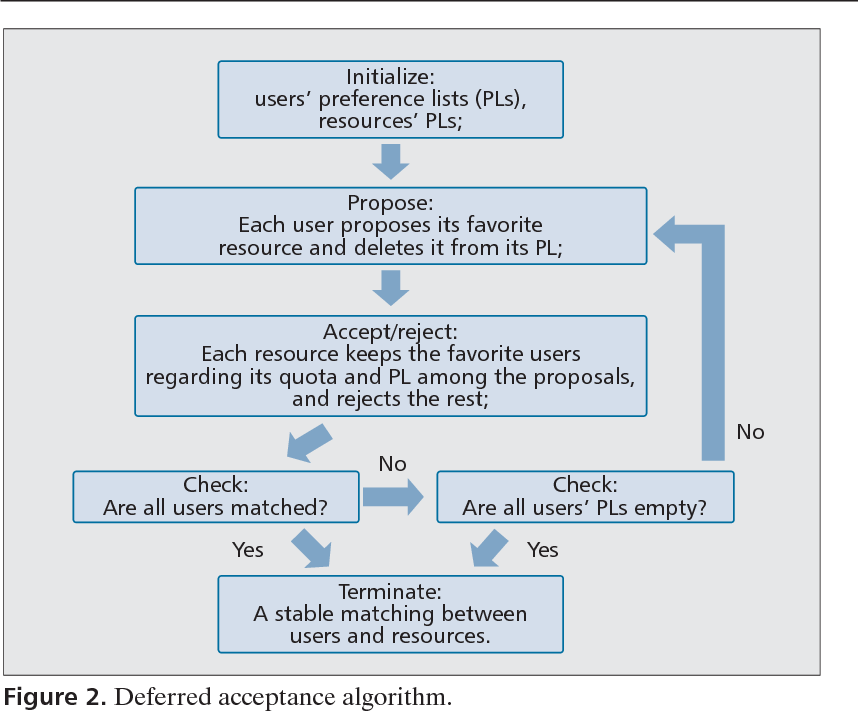 Initialize:
users’ preference lists (PLs),
resources’ PLs;
Propose:
Each user proposes its favorite
resource and deletes it from its PL;
Accept/reject:
Each resource keeps the favorite users
regarding its quota and PL among the proposals,
and rejects the rest;
No
No
Check:
Are all users matched?
Check:
Are all users’ PLs empty?
Yes
Yes
Terminate:
A stable matching between
users and resources.
Figure 2. Deferred acceptance algorithm.